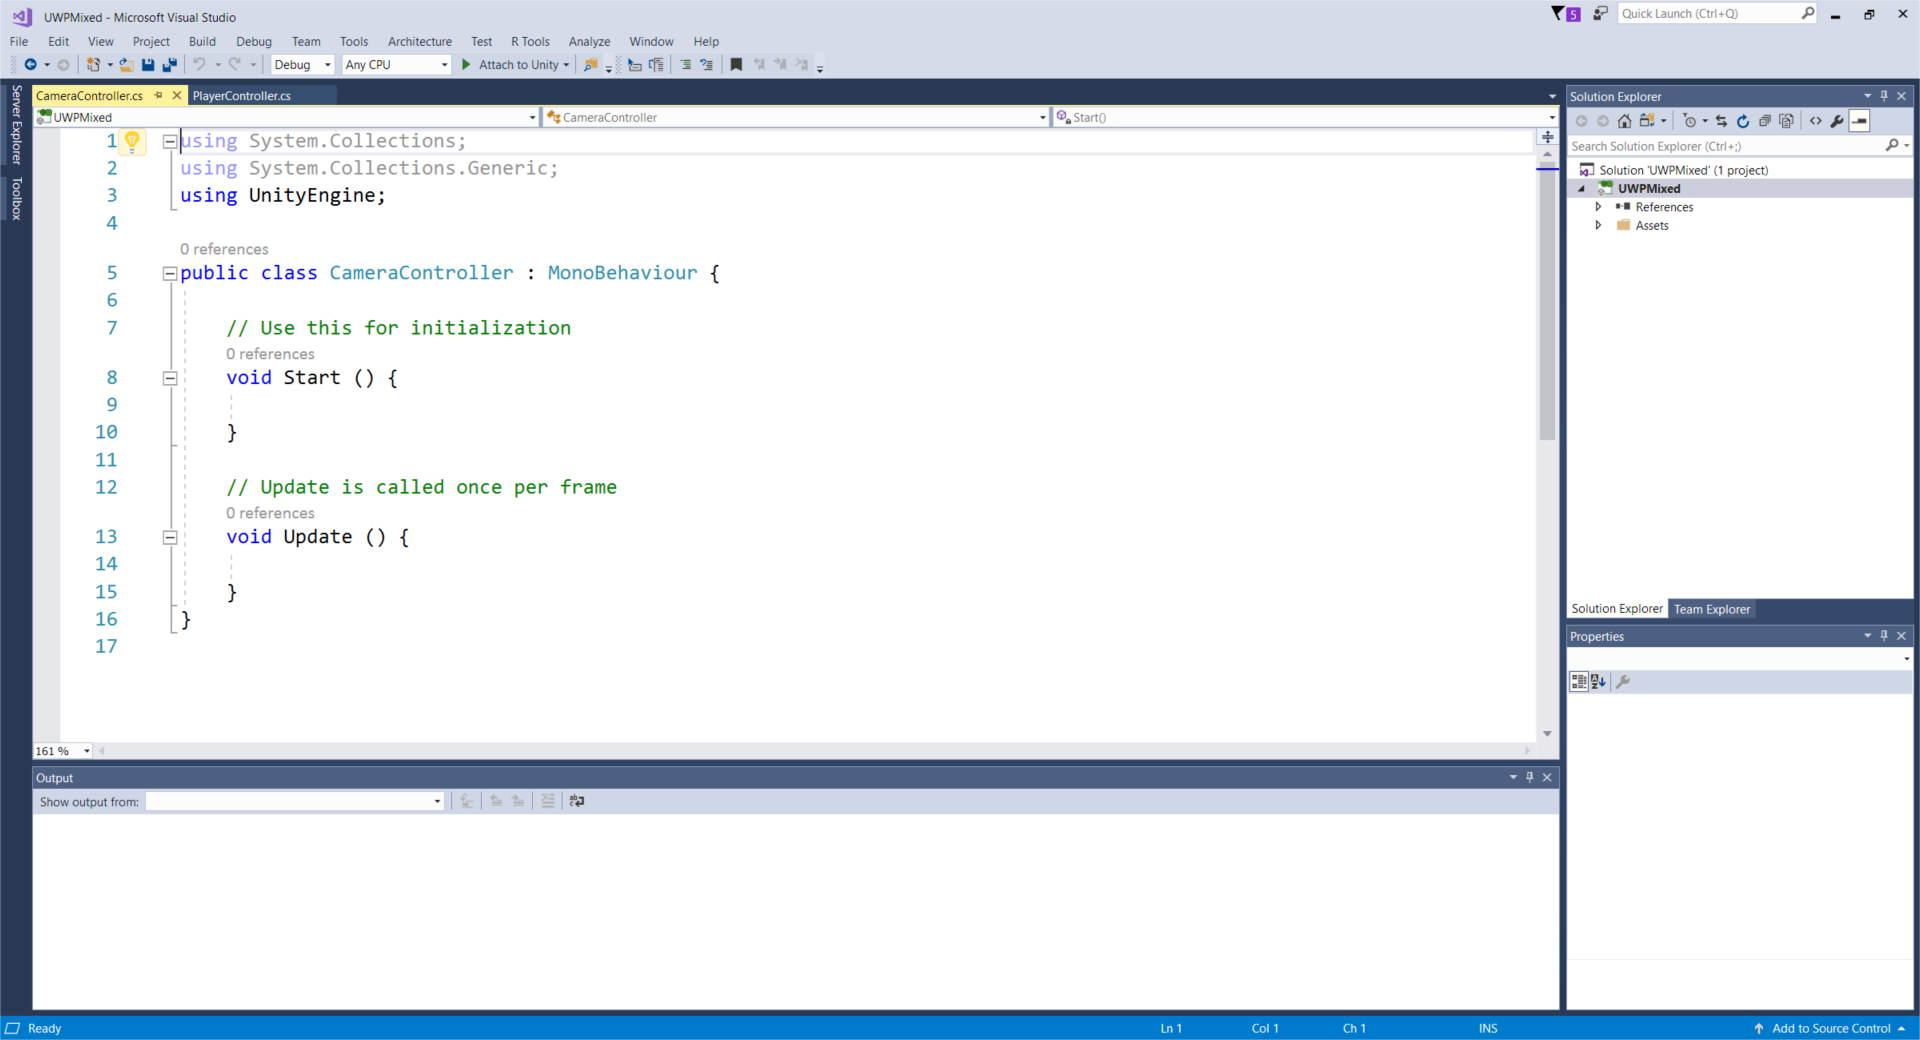 UWPMixed - Microsoft Visual Studio
5
Quick Launch (Ctrl+Q)
File Edit View Project Build Debug Team Tools Architecture Test R Tools Analyze Window Help
Debug Any CPU Attach to Unity
Server Explorer
Toolbox
CameraController.cs PlayerController.cs
UWPMixed CameraController Start()
1 using System.Collections;
2 using System.Collections.Generic;
3 using UnityEngine;
4
0 references
5 public class CameraController : MonoBehaviour {
6
7 // Use this for initialization
0 references
8 void Start () {
9
10 }
11
12 // Update is called once per frame
0 references
13 void Update () {
14
15 }
16 }
17
161 %
Output
Show output from:
Solution Explorer
Search Solution Explorer (Ctrl+;)
Solution 'UWPMixed' (1 project)
UWPMixed
References
Assets
Solution Explorer Team Explorer
Properties
Ready Ln 1 Col 1 Ch 1 INS Add to Source Control